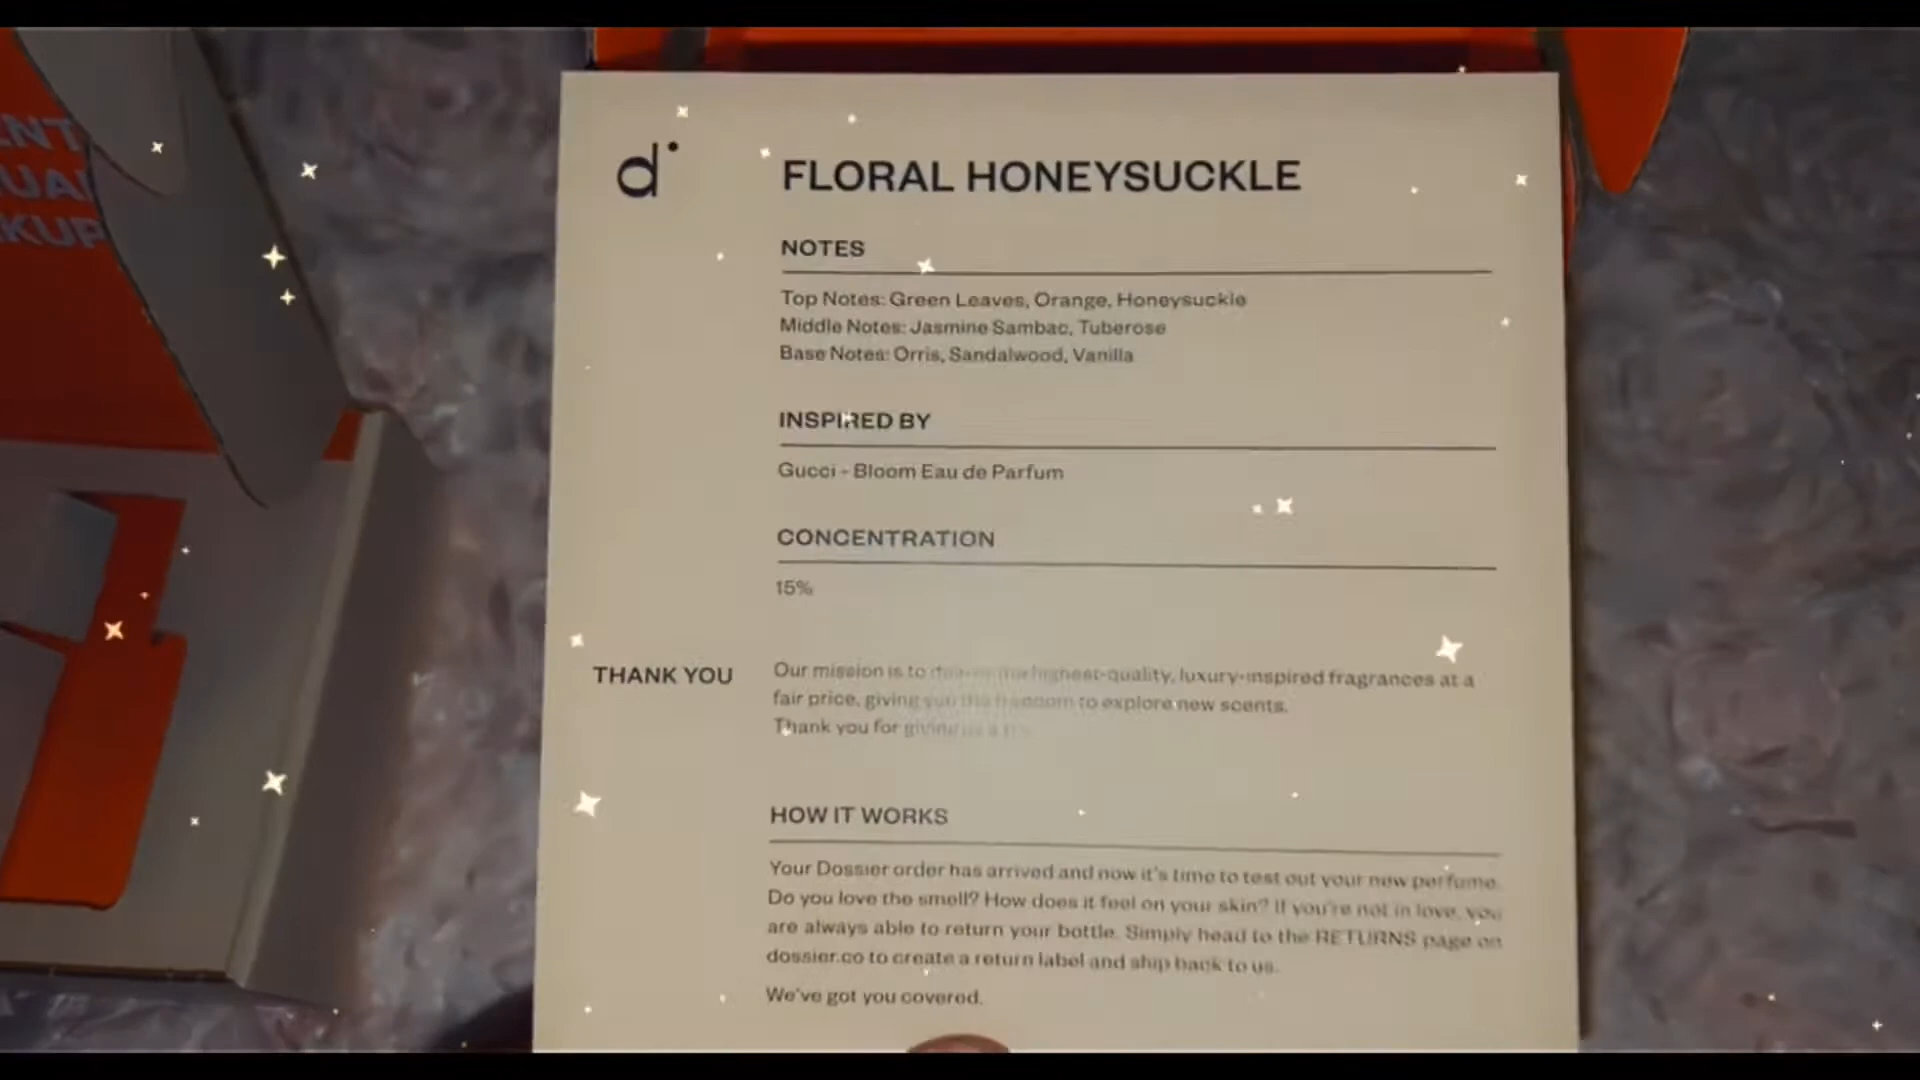 d
FLORAL HONEYSUCKLE
NOTES
Top Notes: Green Leaves, Orange, Honeysuckle
Middle Notes: Jasmine Sambac, Tuberose
Base Notes: Orris, Sandalwood, Vanilla
INSPIRED BY
Gucci - Bloom Eau de Parfum
CONCENTRATION
15%
THANK YOU
Our mission is to highest-quality, luxury-inspired fragrances at a
fair price, giving you the freedom to explore new scents.
Thank you for giving us a
HOW IT WORKS
Your Dossier order has arrived and now it's time to test out your new perfume.
Do you love the smell? How does it feel on your skin? If you're not in love, you
are always able to return your bottle. Simply head to the RETURNS page on
dossier.co to create a return label and ship back to us.
We've got you covered.